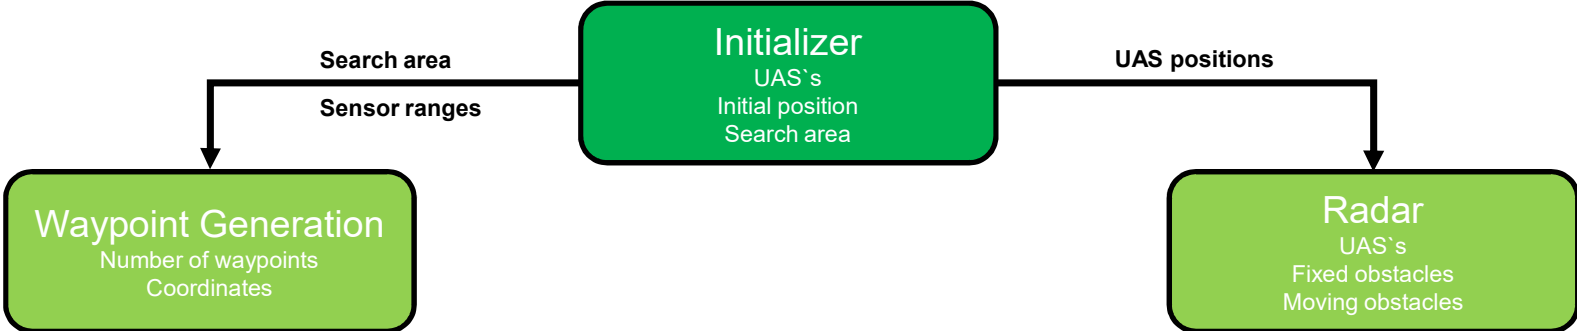 Initializer
UAS`s
Initial position
Search area
Search area
Sensor ranges
UAS positions
Waypoint Generation
Number of waypoints
Coordinates
Radar
UAS`s
Fixed obstacles
Moving obstacles